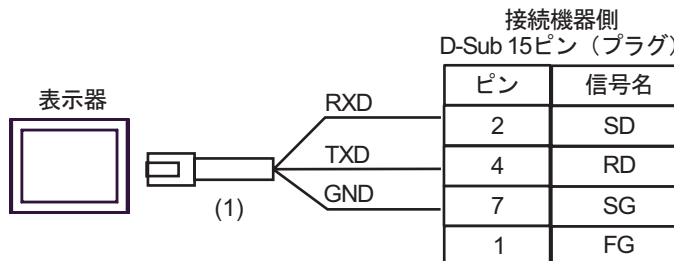 接続機器側
D-Sub 15ピン（プラグ）
表示器
ピン 信号名
RXD 2 SD
TXD 4 RD
GND 7 SG
1 FG
(1)